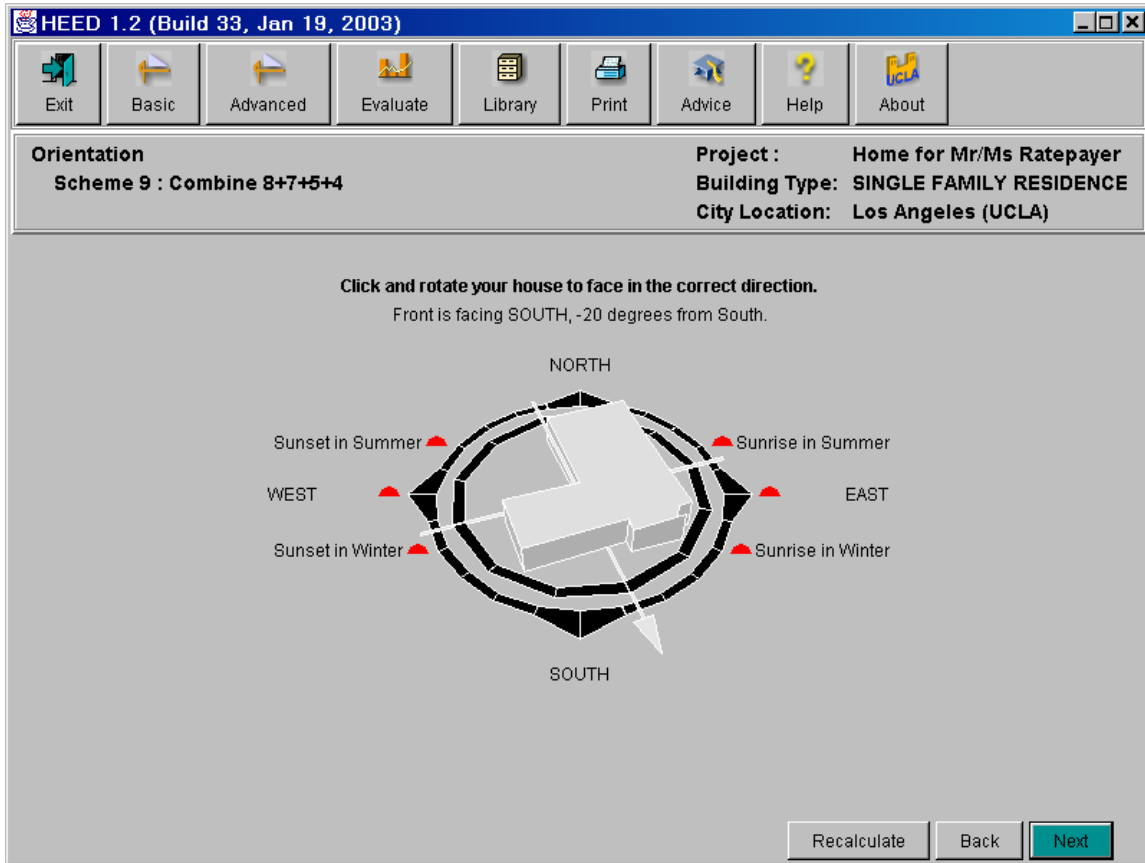 HEED 1.2 (Build 33, Jan 19, 2003)
Exit Basic Advanced Evaluate Library Print Advice Help About
UCLA
Orientation
Scheme 9 : Combine 8+7+5+4
Project : Home for Mr/Ms Ratepayer
Building Type: SINGLE FAMILY RESIDENCE
City Location: Los Angeles (UCLA)
Click and rotate your house to face in the correct direction.
Front is facing SOUTH, -20 degrees from South.
NORTH
Sunset in Summer Sunrise in Summer
WEST EAST
Sunset in Winter Sunrise in Winter
SOUTH
Recalculate Back Next